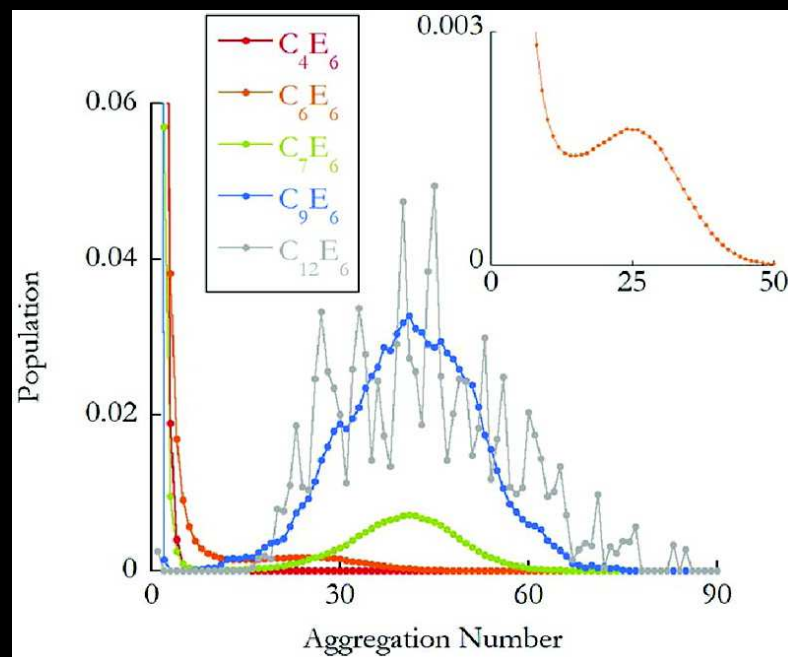 C₄E₆
C₆E₆
C₇E₆
C₉E₆
C₁₂E₆
0.003
0
0 25 50
0.06
0.04
0.02
0
0 30 60 90
Population
Aggregation Number